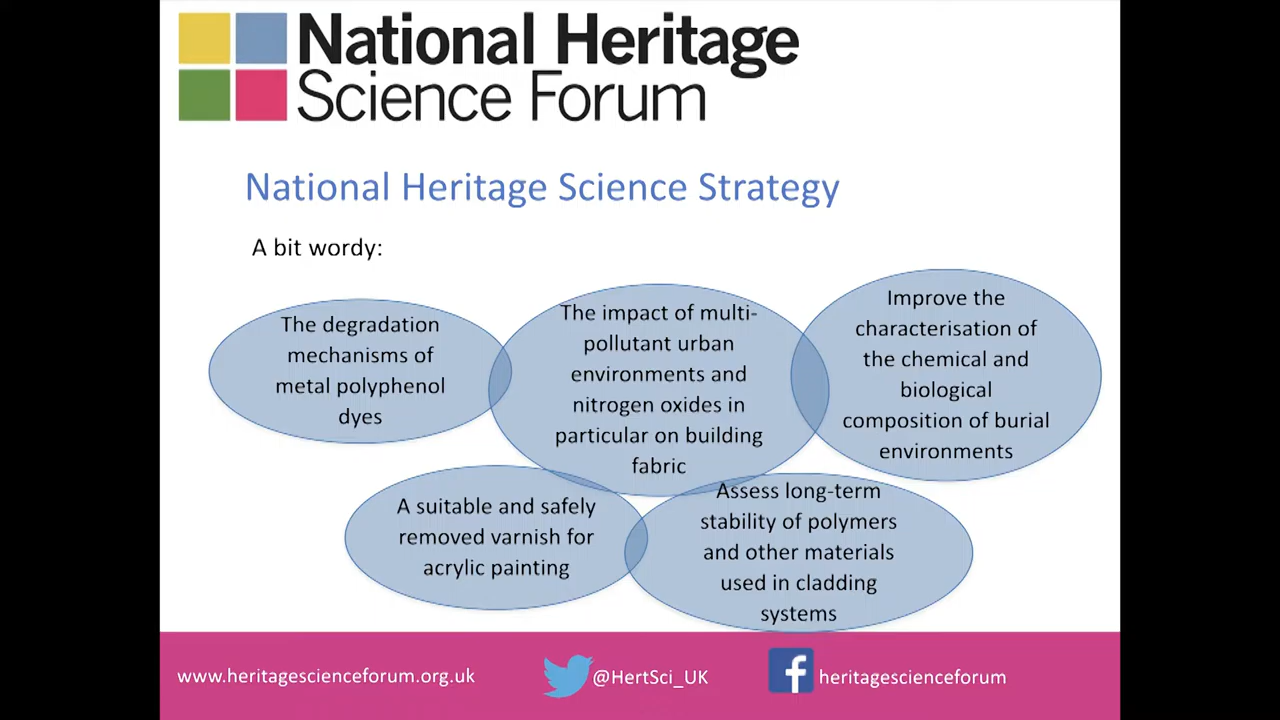 National Heritage
Science Forum
National Heritage Science Strategy
A bit wordy:
The degradation
mechanisms of
metal polyphenol
dyes
The impact of multi-
pollutant urban
environments and
nitrogen oxides in
particular on building
fabric
Improve the
characterisation of
the chemical and
biological
composition of burial
environments
A suitable and safely
removed varnish for
acrylic painting
Assess long-term
stability of polymers
and other materials
used in cladding
systems
www.heritagescienceforum.org.uk
@HertSci_UK
heritagescienceforum